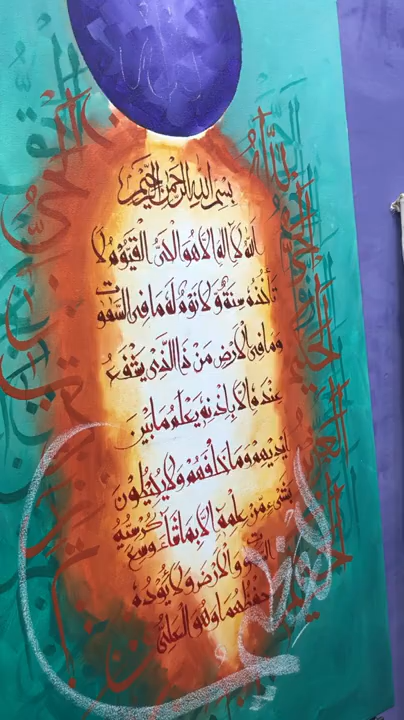 بسم الله الرحمن الرحيم
الله لا إله إلا هو الحي القيوم لا
تأخذه سنة ولا نوم له ما في السموت
وما في الأرض من ذا الذي يشفع
عنده إلا بإذنه يعلم ما بين
أيديهم وما خلفهم ولا يحيطون
بشيء من علمه إلا بما شاء وسع كرسيه
السموت والأرض ولا يؤده
حفظهما وهو العلي
العظيم